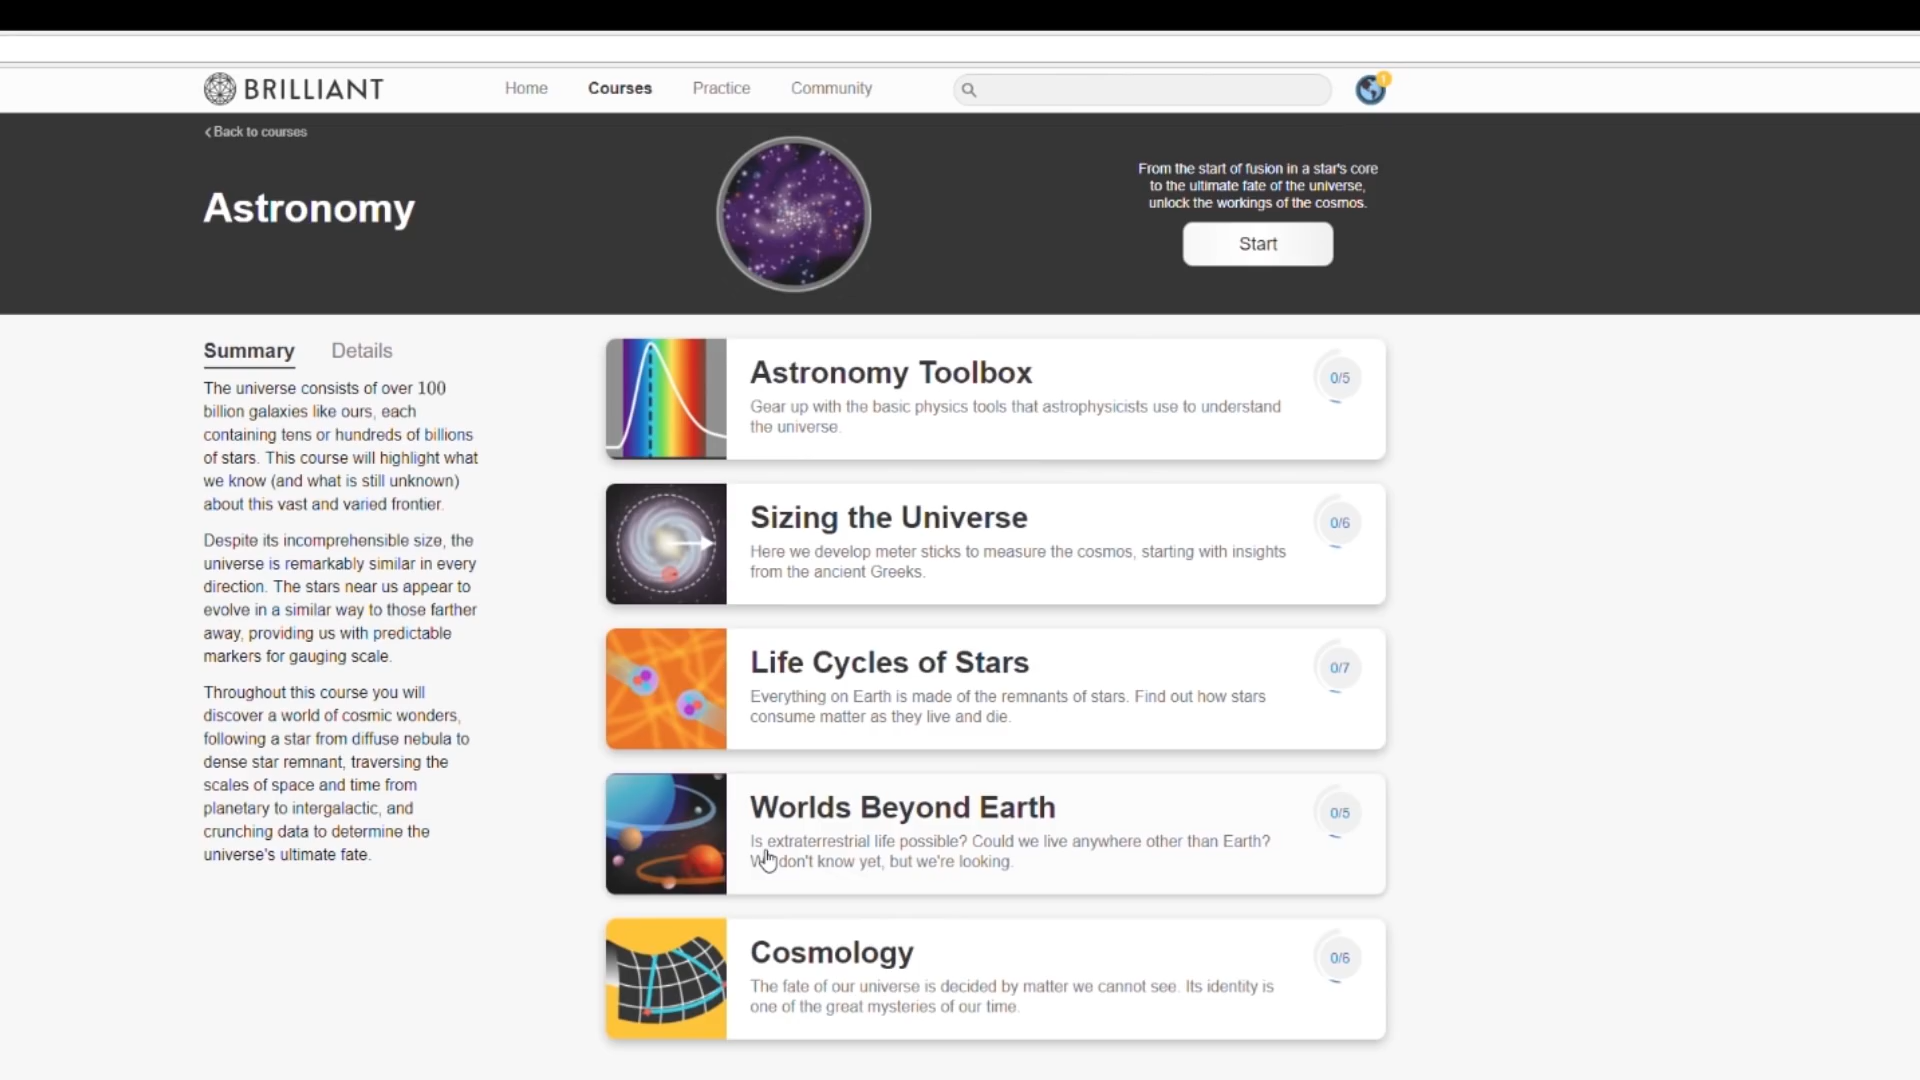 BRILLIANT
Home
Courses
Practice
Community
1
Back to courses
Astronomy
From the start of fusion in a star's core
to the ultimate fate of the universe,
unlock the workings of the cosmos.
Start
Summary
Details
The universe consists of over 100
billion galaxies like ours, each
containing tens or hundreds of billions
of stars. This course will highlight what
we know (and what is still unknown)
about this vast and varied frontier.
Despite its incomprehensible size, the
universe is remarkably similar in every
direction. The stars near us appear to
evolve in a similar way to those farther
away, providing us with predictable
markers for gauging scale.
Throughout this course you will
discover a world of cosmic wonders,
following a star from diffuse nebula to
dense star remnant, traversing the
scales of space and time from
planetary to intergalactic, and
crunching data to determine the
universe's ultimate fate.
Astronomy Toolbox
Gear up with the basic physics tools that astrophysicists use to understand
the universe.
0/5
Sizing the Universe
Here we develop meter sticks to measure the cosmos, starting with insights
from the ancient Greeks.
0/6
Life Cycles of Stars
Everything on Earth is made of the remnants of stars. Find out how stars
consume matter as they live and die.
0/7
Worlds Beyond Earth
Is extraterrestrial life possible? Could we live anywhere other than Earth?
We don't know yet, but we're looking.
0/5
Cosmology
The fate of our universe is decided by matter we cannot see. Its identity is
one of the great mysteries of our time.
0/6